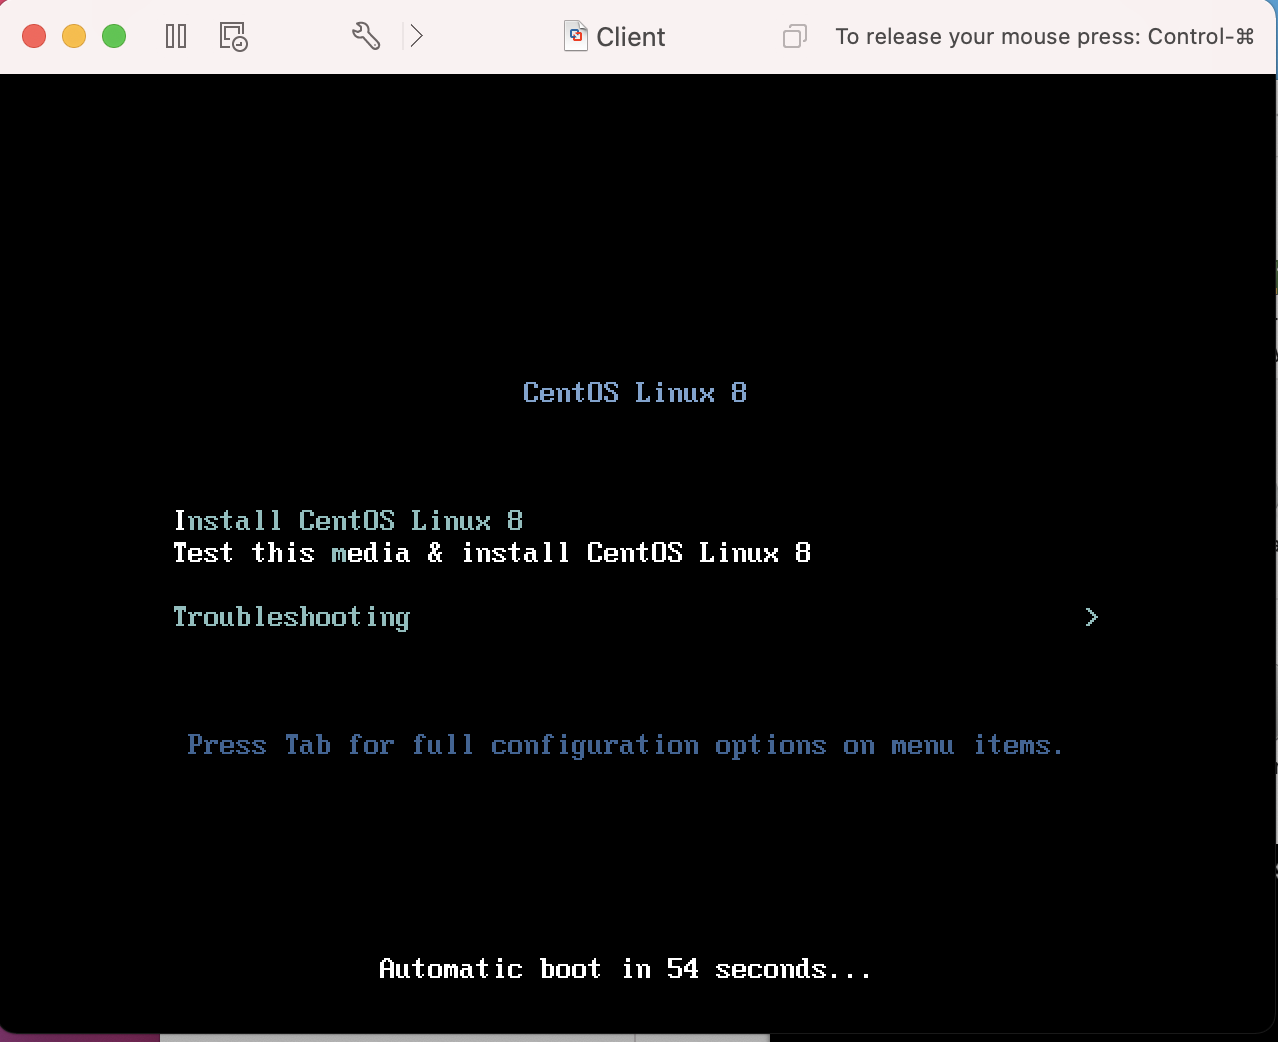 Client
To release your mouse press: Control-⌘
CentOS Linux 8
Install CentOS Linux 8
Test this media & install CentOS Linux 8
Troubleshooting >
Press Tab for full configuration options on menu items.
Automatic boot in 54 seconds...